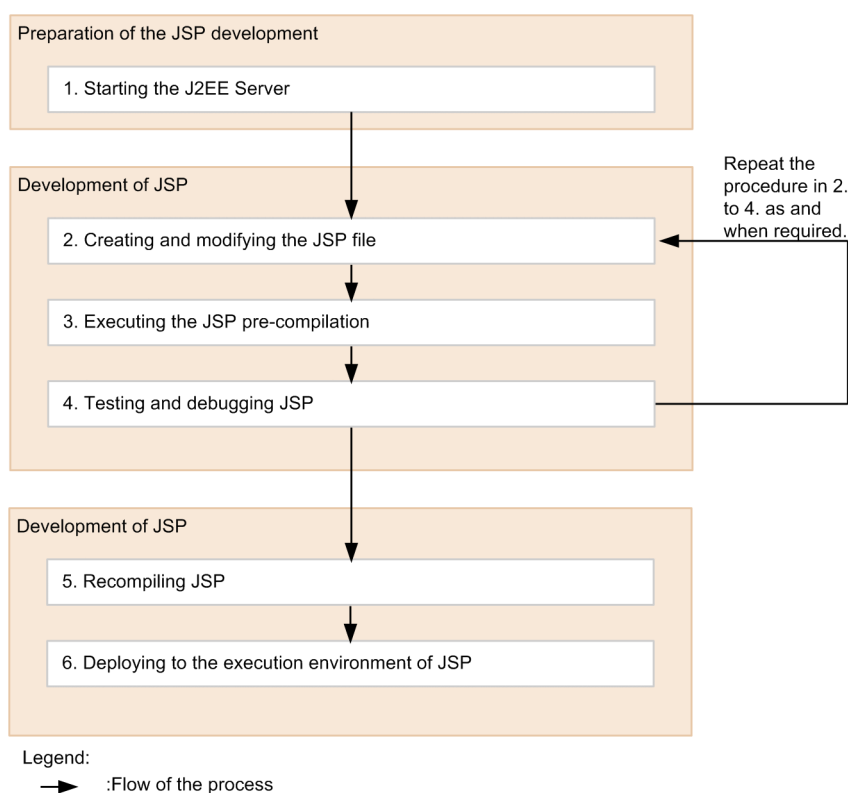 Preparation of the JSP development
1. Starting the J2EE Server
Development of JSP
Repeat the
procedure in 2.
to 4. as and
when required.
2. Creating and modifying the JSP file
3. Executing the JSP pre-compilation
4. Testing and debugging JSP
Development of JSP
5. Recompiling JSP
6. Deploying to the execution environment of JSP
Legend:
:Flow of the process